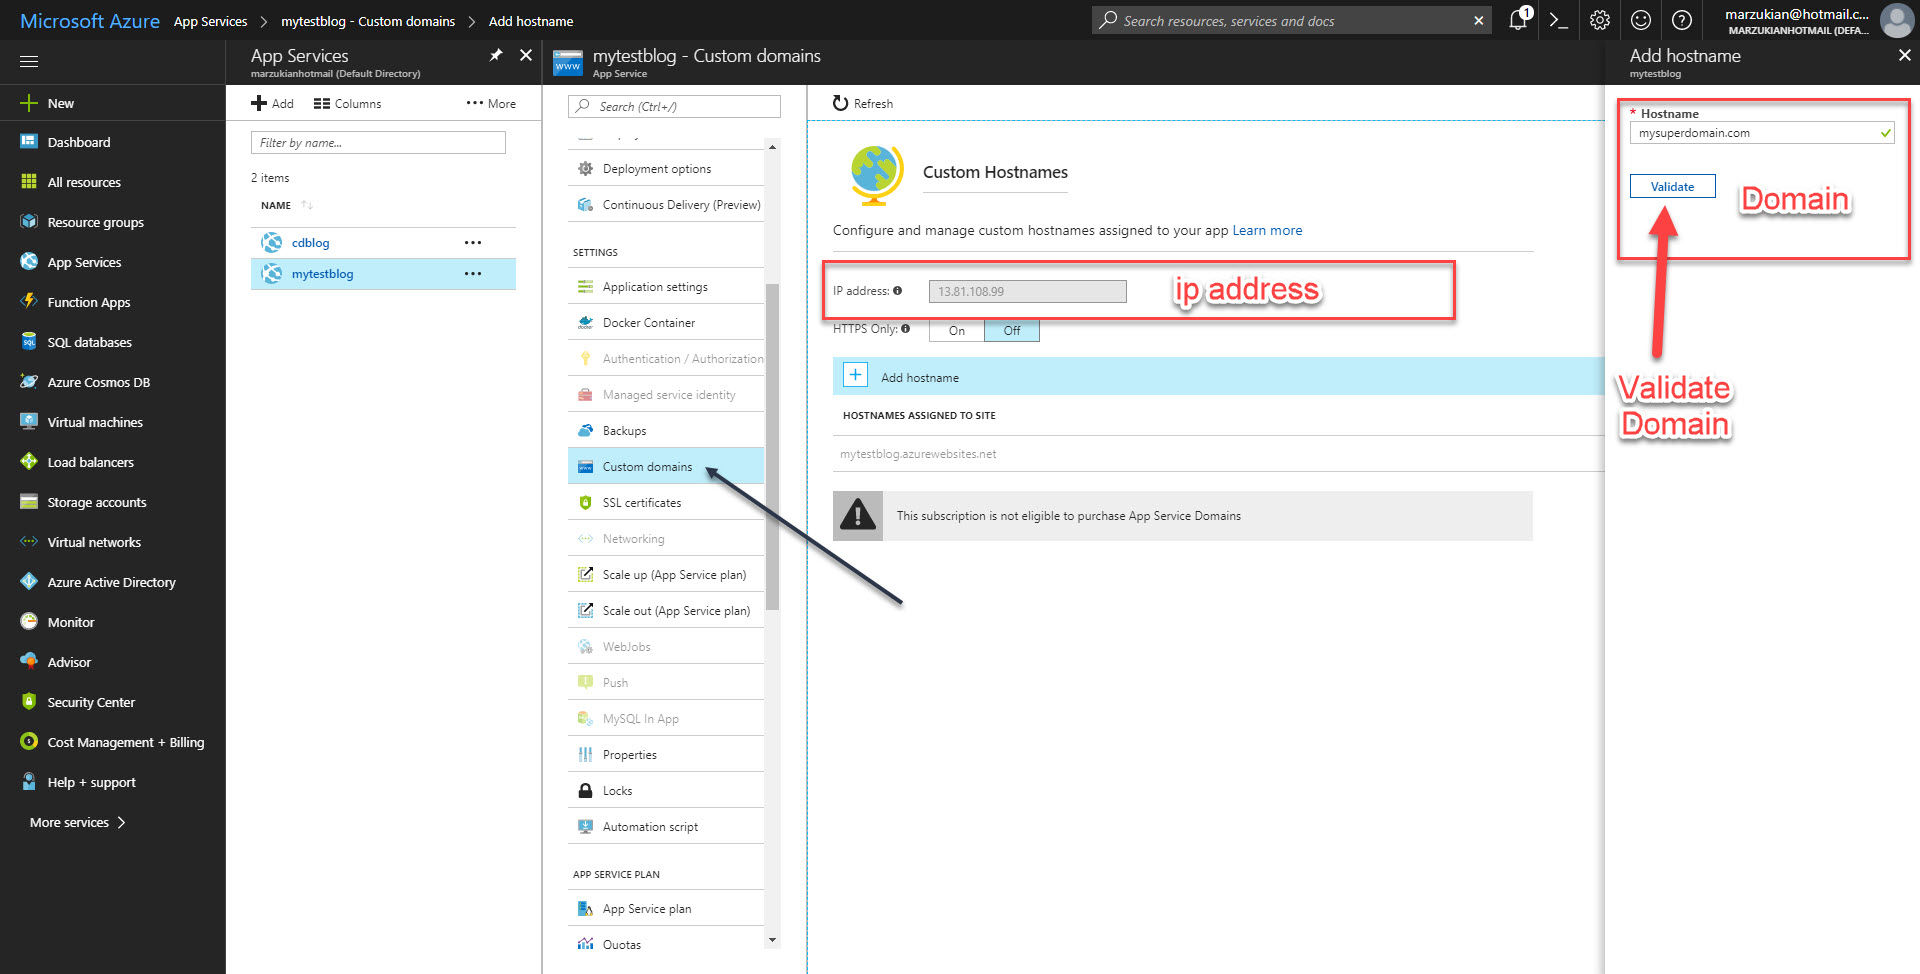 Microsoft Azure App Services > mytestblog - Custom domains > Add hostname
Search resources, services and docs
1
marzukian@hotmail.c...
MARZUKIANHOTMAIL (DEFA...
New
Dashboard
All resources
Resource groups
App Services
Function Apps
SQL databases
Azure Cosmos DB
Virtual machines
Load balancers
Storage accounts
Virtual networks
Azure Active Directory
Monitor
Advisor
Security Center
Cost Management + Billing
Help + support
More services >
App Services
marzukianhotmail (Default Directory)
Add Columns ••• More
Filter by name...
2 items
NAME
cdblog •••
mytestblog •••
www
mytestblog - Custom domains
App Service
Search (Ctrl+/)
Deployment options
Continuous Delivery (Preview)
SETTINGS
Application settings
Docker Container
Authentication / Authorization
Managed service identity
Backups
Custom domains
SSL certificates
Networking
Scale up (App Service plan)
Scale out (App Service plan)
WebJobs
Push
MySQL In App
Properties
Locks
Automation script
APP SERVICE PLAN
App Service plan
Quotas
Refresh
Custom Hostnames
Configure and manage custom hostnames assigned to your app Learn more
IP address: 13.81.108.99 ip address
HTTPS Only: On Off
Add hostname
HOSTNAMES ASSIGNED TO SITE
mytestblog.azurewebsites.net
This subscription is not eligible to purchase App Service Domains
Add hostname
mytestblog
* Hostname
mysuperdomain.com
Validate
Domain
Validate
Domain